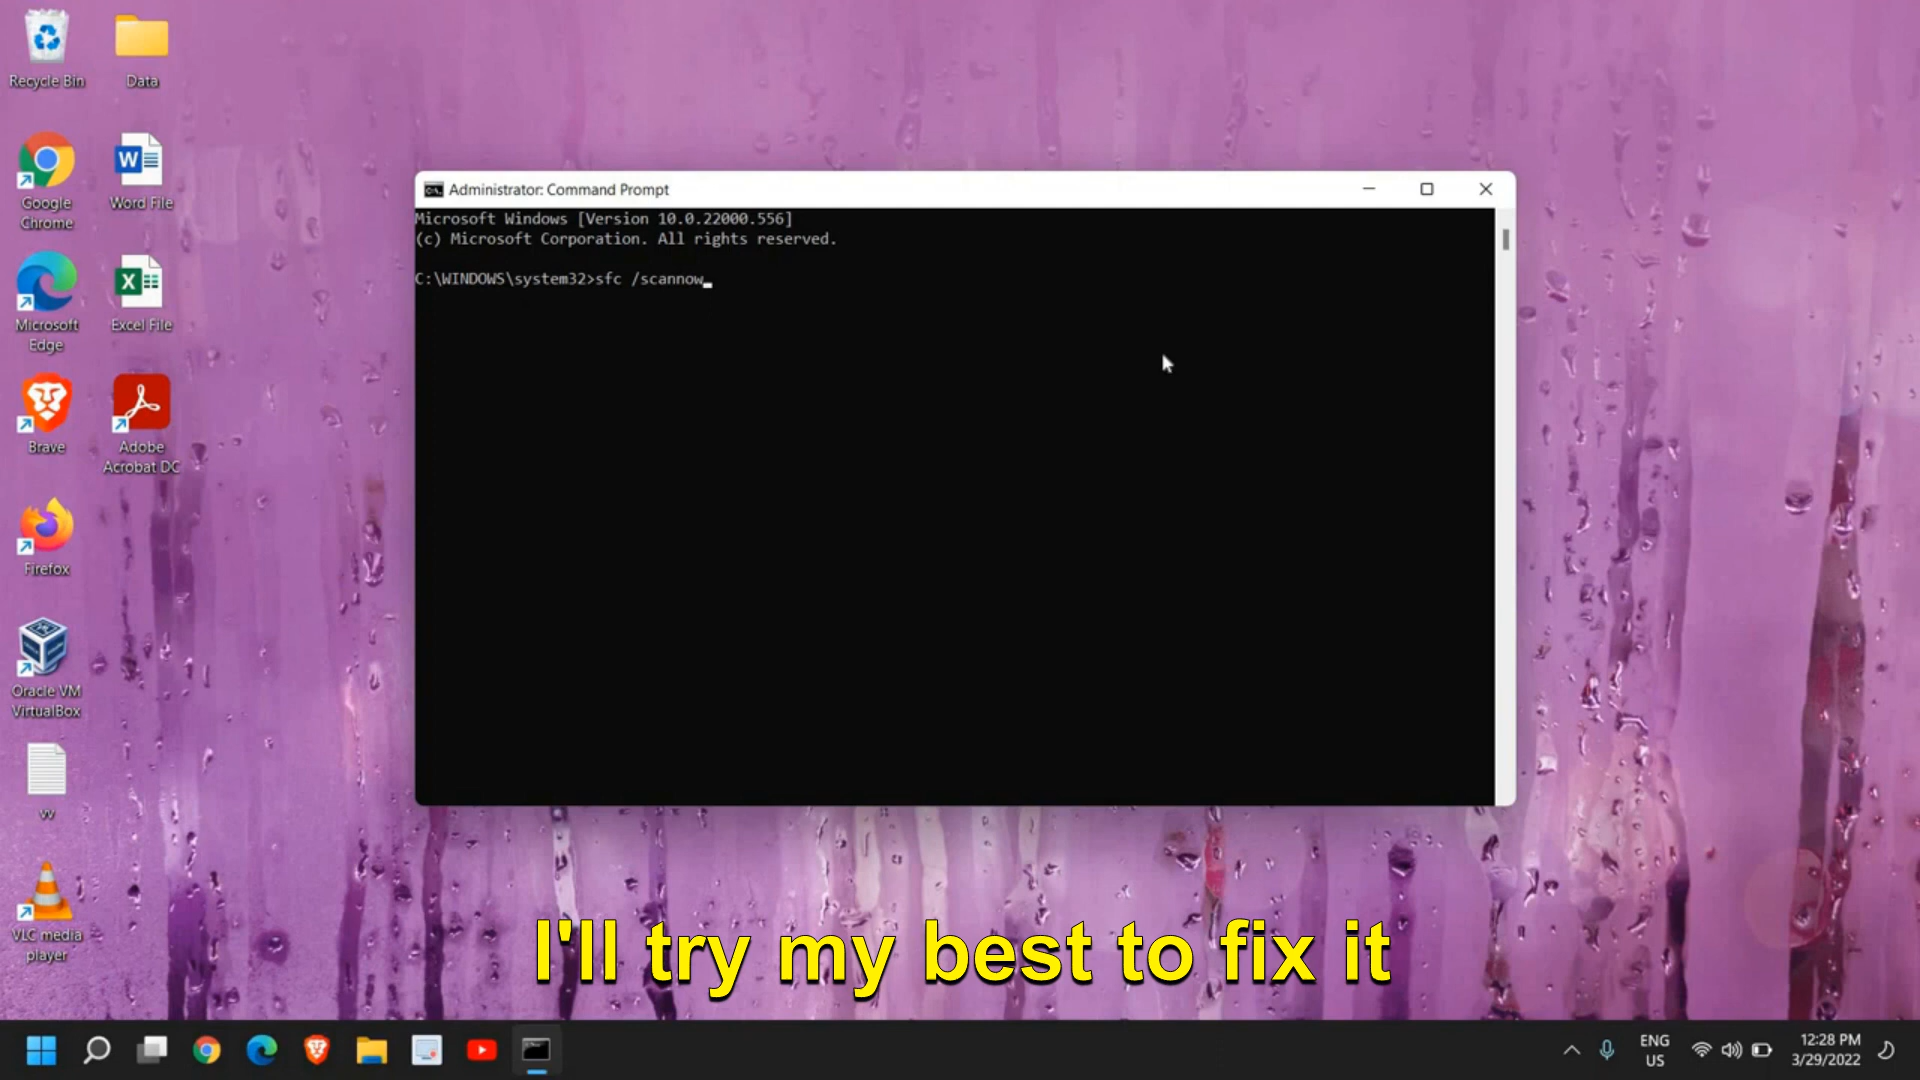 Recycle Bin
Data
Google
Chrome
Word File
Microsoft
Edge
Excel File
Brave
Adobe
Acrobat DC
Firefox
Oracle VM
VirtualBox
vv
VLC media
player
Administrator: Command Prompt
Microsoft Windows [Version 10.0.22000.556]
(c) Microsoft Corporation. All rights reserved.
C:\WINDOWS\system32>sfc /scannow
I'll try my best to fix it
ENG
US
12:28 PM
3/29/2022